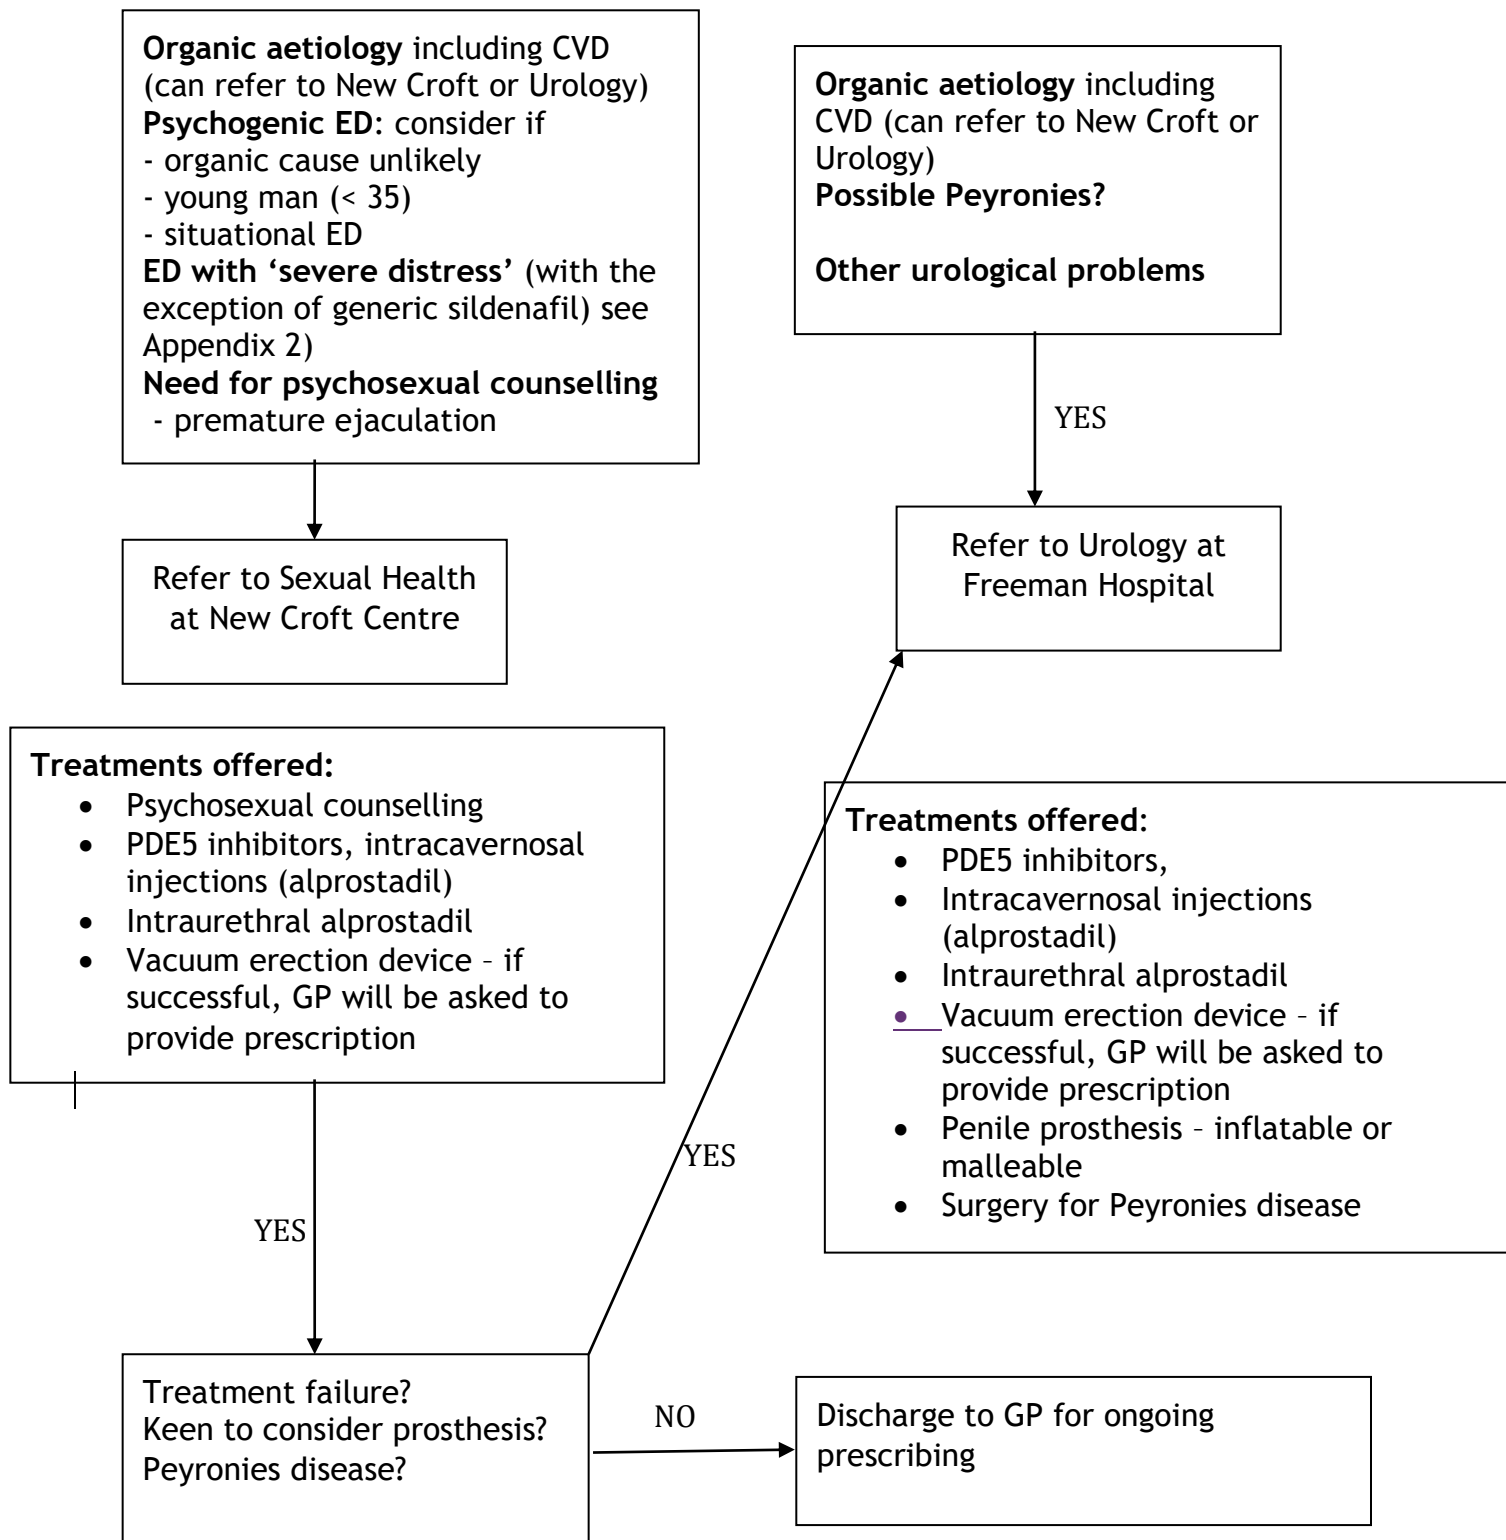 Organic aetiology including CVD
(can refer to New Croft or Urology)
Psychogenic ED: consider if
- organic cause unlikely
- young man (< 35)
- situational ED
ED with ‘severe distress’ (with the
exception of generic sildenafil) see
Appendix 2)
Need for psychosexual counselling
- premature ejaculation
Organic aetiology including
CVD (can refer to New Croft or
Urology)
Possible Peyronies?
Other urological problems
YES
Refer to Sexual Health
at New Croft Centre
Refer to Urology at
Freeman Hospital
Treatments offered:
• Psychosexual counselling
• PDE5 inhibitors, intracavernosal
injections (alprostadil)
• Intraurethral alprostadil
• Vacuum erection device – if
successful, GP will be asked to
provide prescription
Treatments offered:
• PDE5 inhibitors,
• Intracavernosal injections
(alprostadil)
• Intraurethral alprostadil
• Vacuum erection device – if
successful, GP will be asked to
provide prescription
• Penile prosthesis – inflatable or
malleable
• Surgery for Peyronies disease
YES
YES
Treatment failure?
Keen to consider prosthesis?
Peyronies disease?
NO
Discharge to GP for ongoing
prescribing